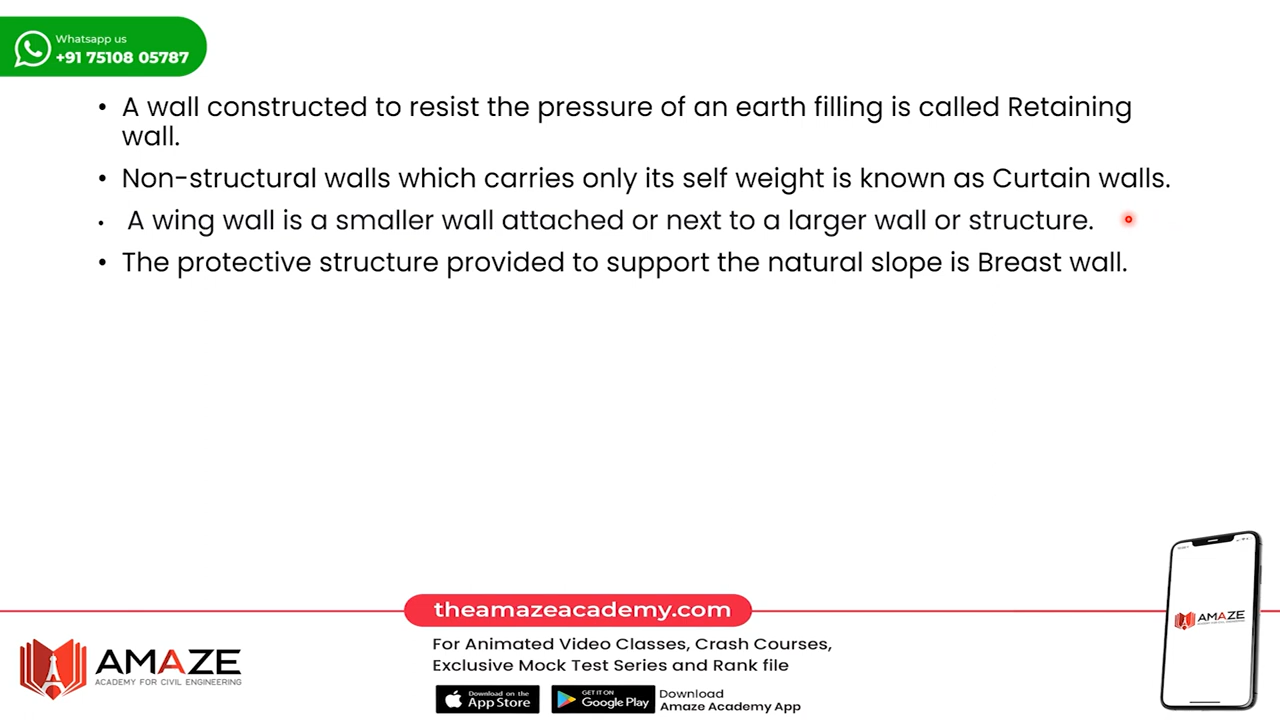 Whatsapp us
+91 75108 05787
• A wall constructed to resist the pressure of an earth filling is called Retaining
wall.
• Non-structural walls which carries only its self weight is known as Curtain walls.
• A wing wall is a smaller wall attached or next to a larger wall or structure.
• The protective structure provided to support the natural slope is Breast wall.
theamazeacademy.com
For Animated Video Classes, Crash Courses,
Exclusive Mock Test Series and Rank file
AMAZE
ACADEMY FOR CIVIL ENGINEERING
Download on the
App Store
GET IT ON
Google Play
Download
Amaze Academy App
AMAZE